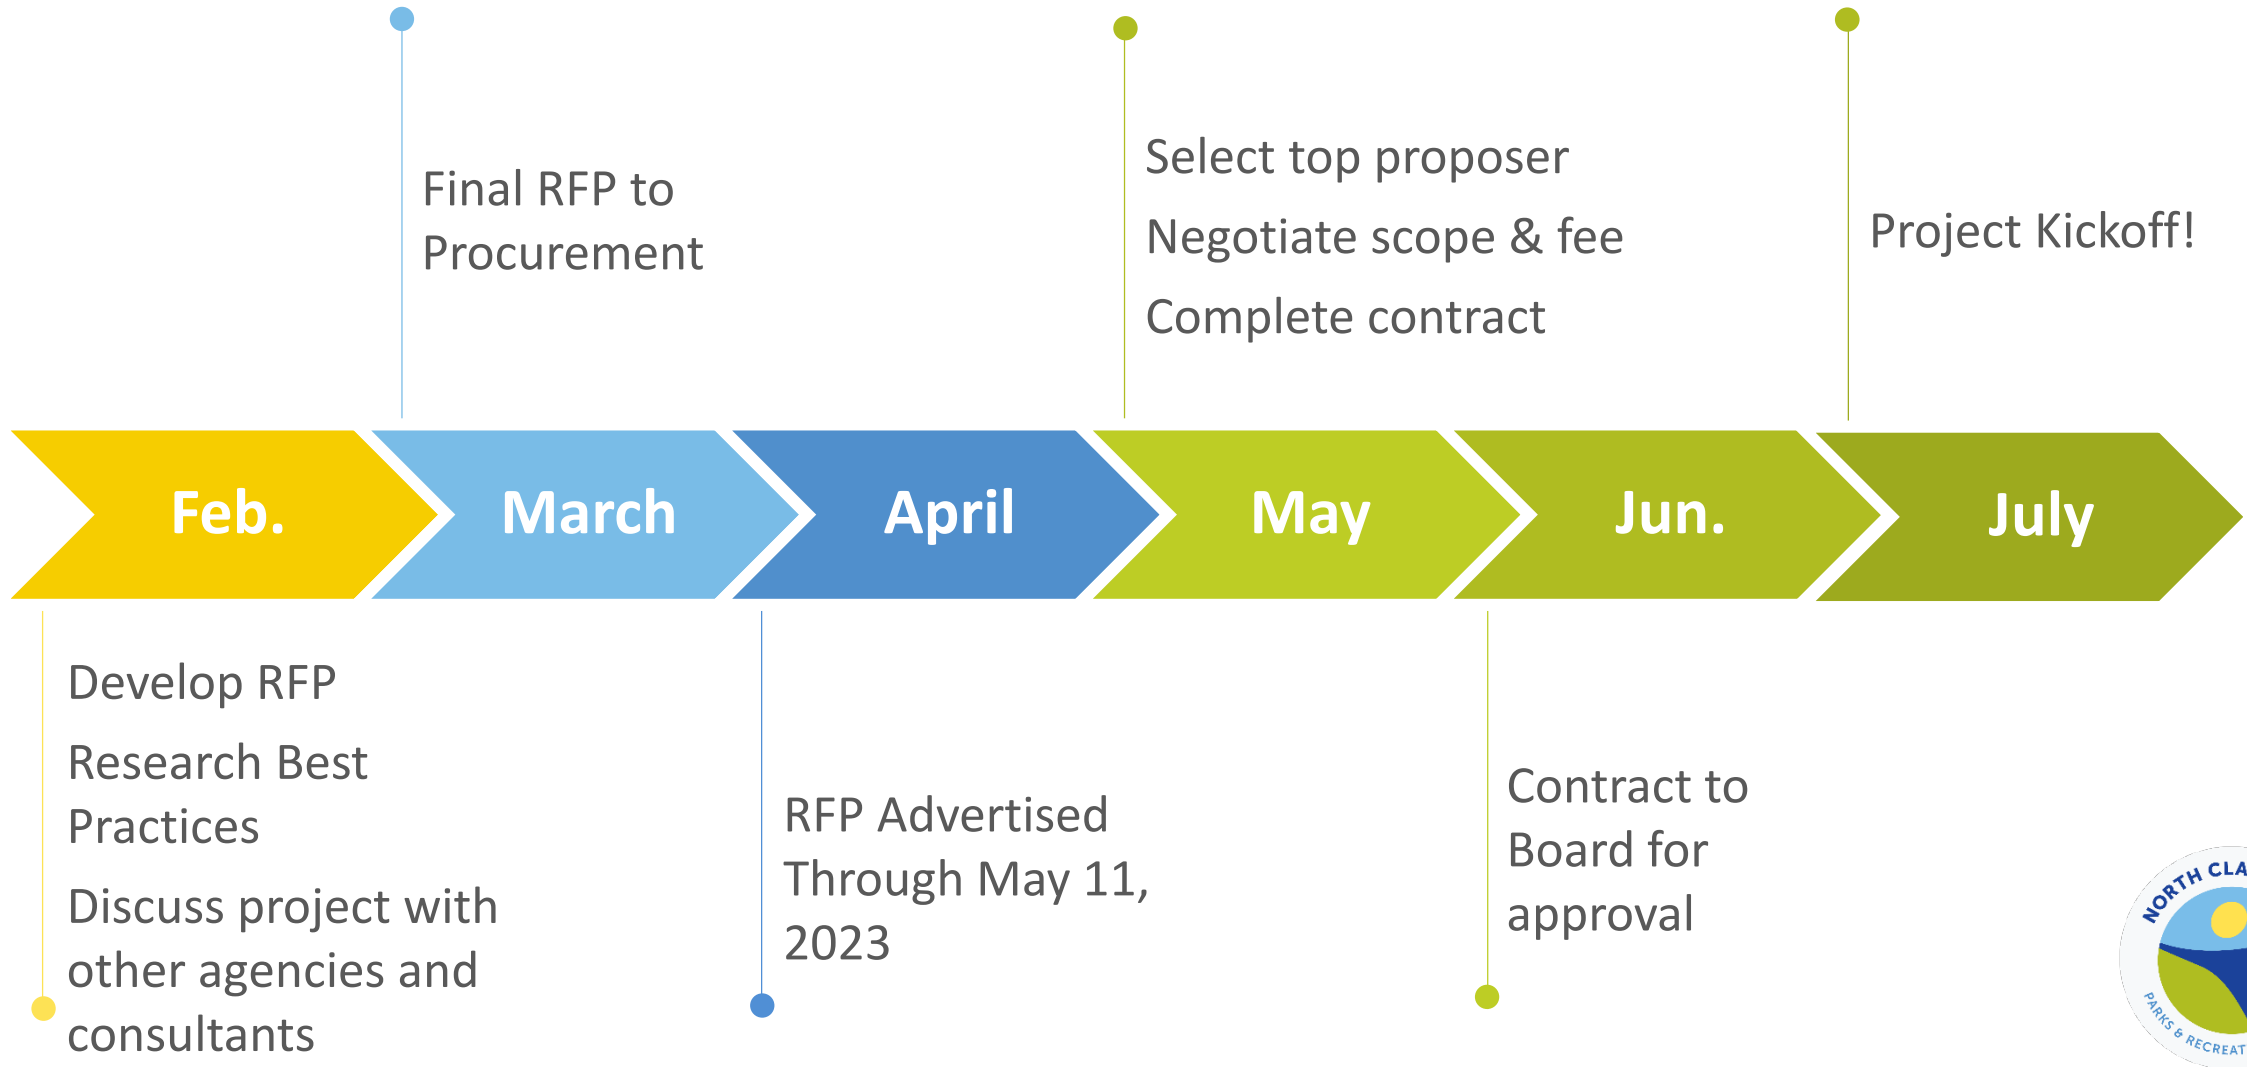 Final RFP to
Procurement
Select top proposer
Negotiate scope & fee
Complete contract
Project Kickoff!
Feb.
March
April
May
Jun.
July
Develop RFP
Research Best
Practices
Discuss project with
other agencies and
consultants
RFP Advertised
Through May 11,
2023
Contract to
Board for
approval
NORTH
PARKS &